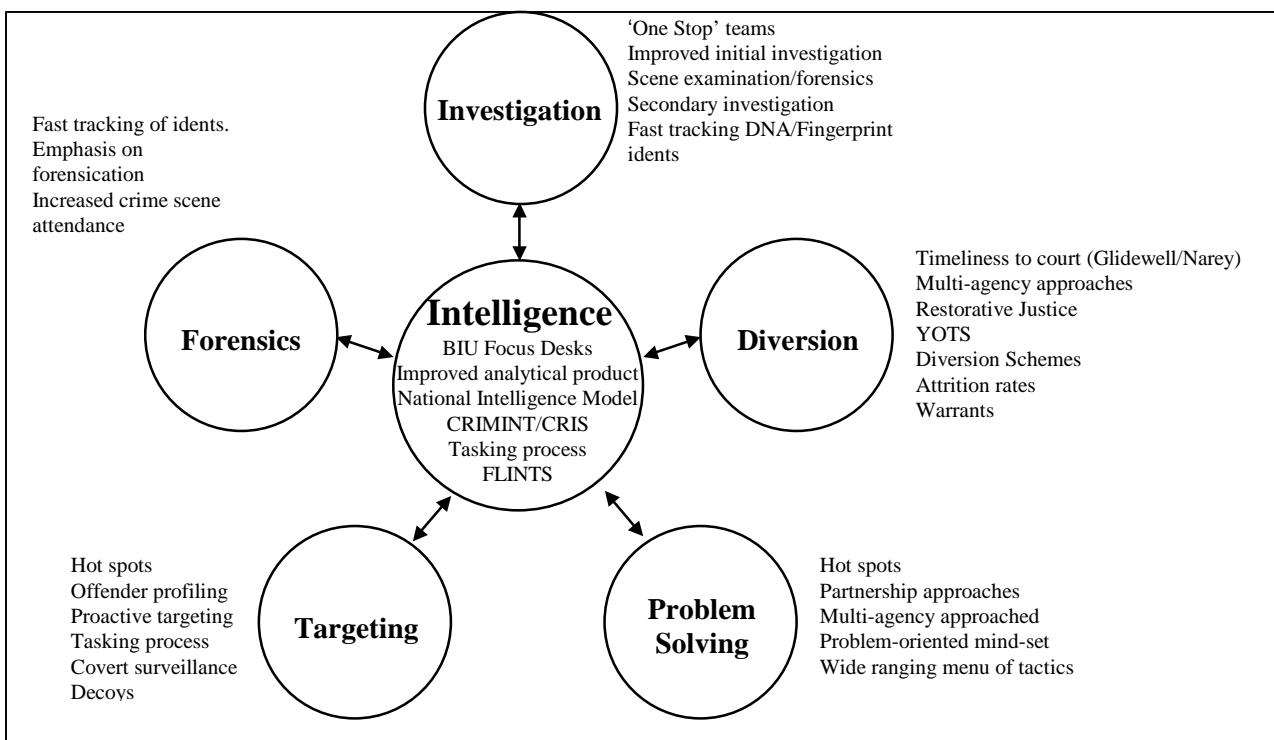 ‘One Stop’ teams
Improved initial investigation
Scene examination/forensics
Secondary investigation
Fast tracking DNA/Fingerprint
idents
Investigation
Fast tracking of idents.
Emphasis on
forensication
Increased crime scene
attendance
Forensics
Intelligence
BIU Focus Desks
Improved analytical product
National Intelligence Model
CRIMINT/CRIS
Tasking process
FLINTS
Diversion
Timeliness to court (Glidewell/Narey)
Multi-agency approaches
Restorative Justice
YOTS
Diversion Schemes
Attrition rates
Warrants
Hot spots
Offender profiling
Proactive targeting
Tasking process
Covert surveillance
Decoys
Targeting
Problem
Solving
Hot spots
Partnership approaches
Multi-agency approached
Problem-oriented mind-set
Wide ranging menu of tactics